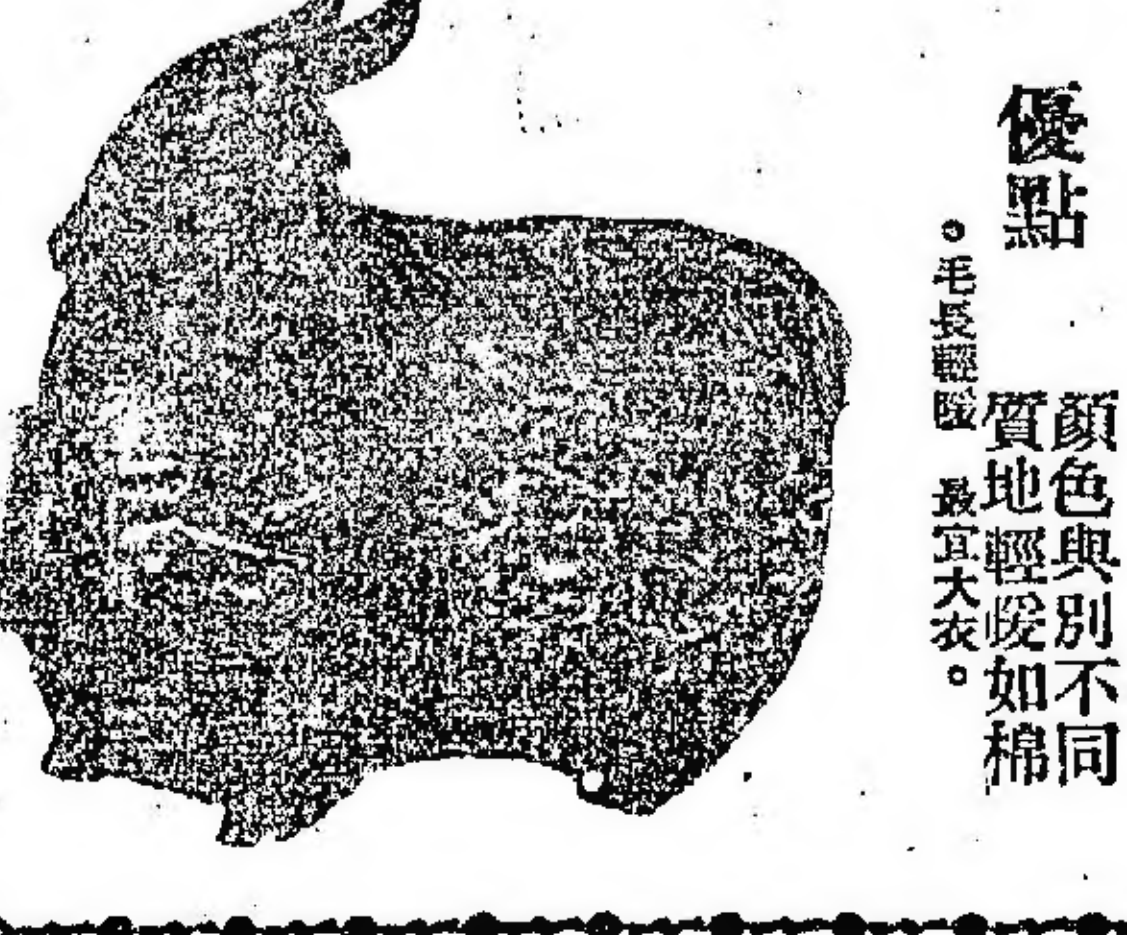 優點
顏色與別不同
質地輕煖如棉
。毛長輕暖 最宜大衣。